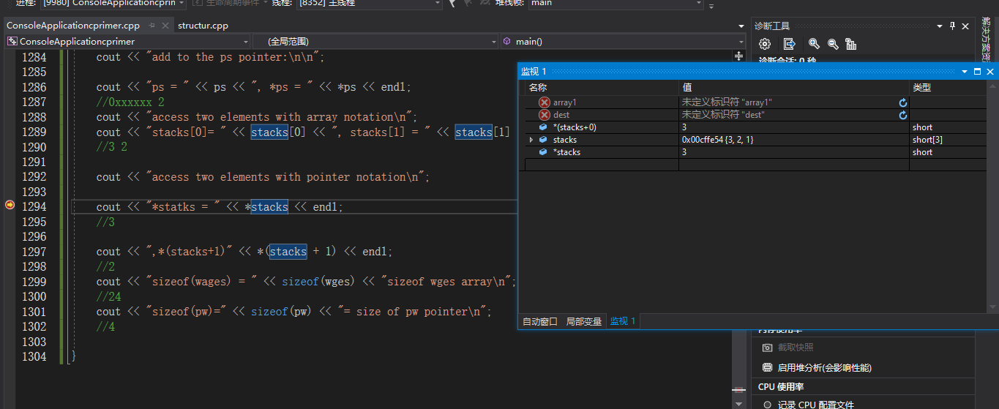 进程: [9980] ConsoleApplicationcprin 生命周期事件 线程: [8352] 主线程 堆栈帧: main
ConsoleApplicationcprimer.cpp structur.cpp
ConsoleApplicationcprimer (全局范围) main()
1284 cout << "add to the ps pointer:\n\n";
1285
1286 cout << "ps = " << ps << ", *ps = " << *ps << endl;
1287 //0xxxxxx 2
1288 cout << "access two elements with array notation\n";
1289 cout << "stacks[0]= " << stacks[0] << ", stacks[1] = " << stacks[1]
1290 //3 2
1291
1292 cout << "access two elements with pointer notation\n";
1293
1294 cout << "*statks = " << *stacks << endl;
1295 //3
1296
1297 cout << ",*(stacks+1)" << *(stacks + 1) << endl;
1298 //2
1299 cout << "sizeof(wages) = " << sizeof(wges) << "sizeof wges array\n";
1300 //24
1301 cout << "sizeof(pw)=" << sizeof(pw) << "= size of pw pointer\n";
1302 //4
1303
1304 }
监视 1
名称 值 类型
array1 未定义标识符 "array1"
dest 未定义标识符 "dest"
*(stacks+0) 3 short
stacks 0x00cffe54 {3, 2, 1} short[3]
*stacks 3 short
自动窗口 局部变量 监视 1
诊断工具
诊断会话: 0 秒
内存使用率
截取快照
启用堆分析(会影响性能)
CPU 使用率
记录 CPU 配置文件